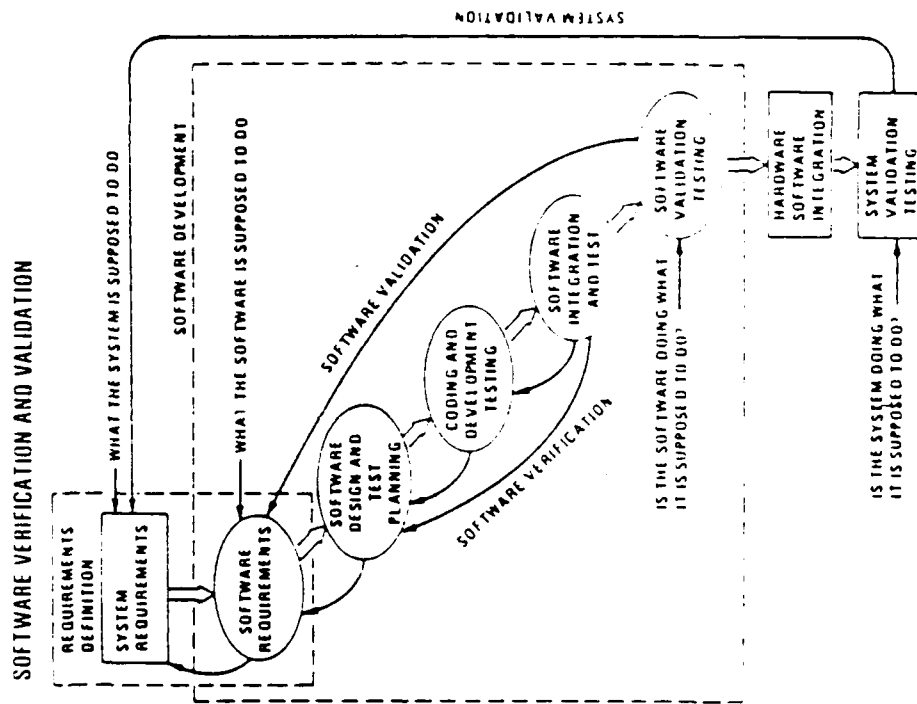 SOFTWARE VERIFICATION AND VALIDATION
REQUIREMENTS
DEFINITION
SYSTEM
REQUIREMENTS
WHAT THE SYSTEM IS SUPPOSED TO DO
SOFTWARE DEVELOPMENT
SOFTWARE
REQUIREMENTS
WHAT THE SOFTWARE IS SUPPOSED TO DO
SOFTWARE
DESIGN AND
TEST
PLANNING
SOFTWARE VALIDATION
CODING AND
DEVELOPMENT
TESTING
SOFTWARE VERIFICATION
SOFTWARE
INTEGRATION
AND TEST
IS THE SOFTWARE DOING WHAT
IT IS SUPPOSED TO DO?
SOFTWARE
VALIDATION
TESTING
HARDWARE
SOFTWARE
INTEGRATION
IS THE SYSTEM DOING WHAT
IT IS SUPPOSED TO DO?
SYSTEM
VALIDATION
TESTING
SYSTEM VALIDATION